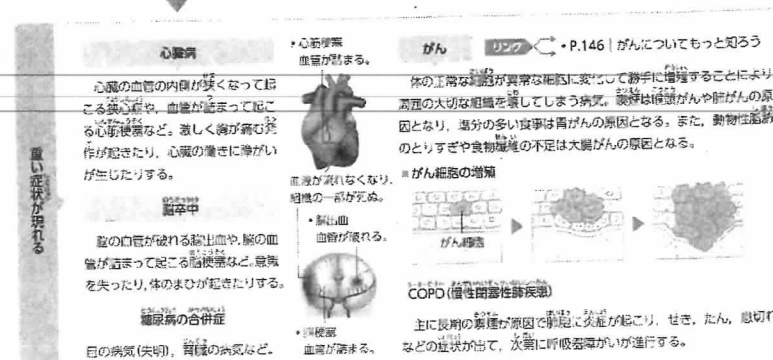 重い症状が現れる
心臓病
心臓の血管の内側が狭くなって起
こる狭心症や，血管が詰まって起こ
る心筋梗塞など。激しく胸が痛む発
作が起きたり，心臓の働きに障がい
が生じたりする。
脳卒中
脳の血管が破れる脳出血や，脳の血
管が詰まって起こる脳梗塞など。意識
を失ったり，体のまひが起きたりする。
糖尿病の合併症
目の病気(失明)，腎臓の病気など。
・心筋梗塞
血管が詰まる。
血液が流れなくなり，
組織の一部が死ぬ。
・脳出血
血管が破れる。
・脳梗塞
血管が詰まる。
がん リンク ・P.146｜がんについてもっと知ろう
体の正常な細胞が異常な細胞に変化して勝手に増殖することにより
周囲の大切な組織を壊してしまう病気。喫煙は喉頭がんや肺がんの原
因となり，塩分の多い食事は胃がんの原因となる。また，動物性脂肪
のとりすぎや食物繊維の不足は大腸がんの原因となる。
■がん細胞の増殖
がん細胞
COPD(慢性閉塞性肺疾患)
主に長期の喫煙が原因で肺胞に炎症が起こり，せき，たん，息切れ
などの症状が出て，次第に呼吸器障がいが進行する。